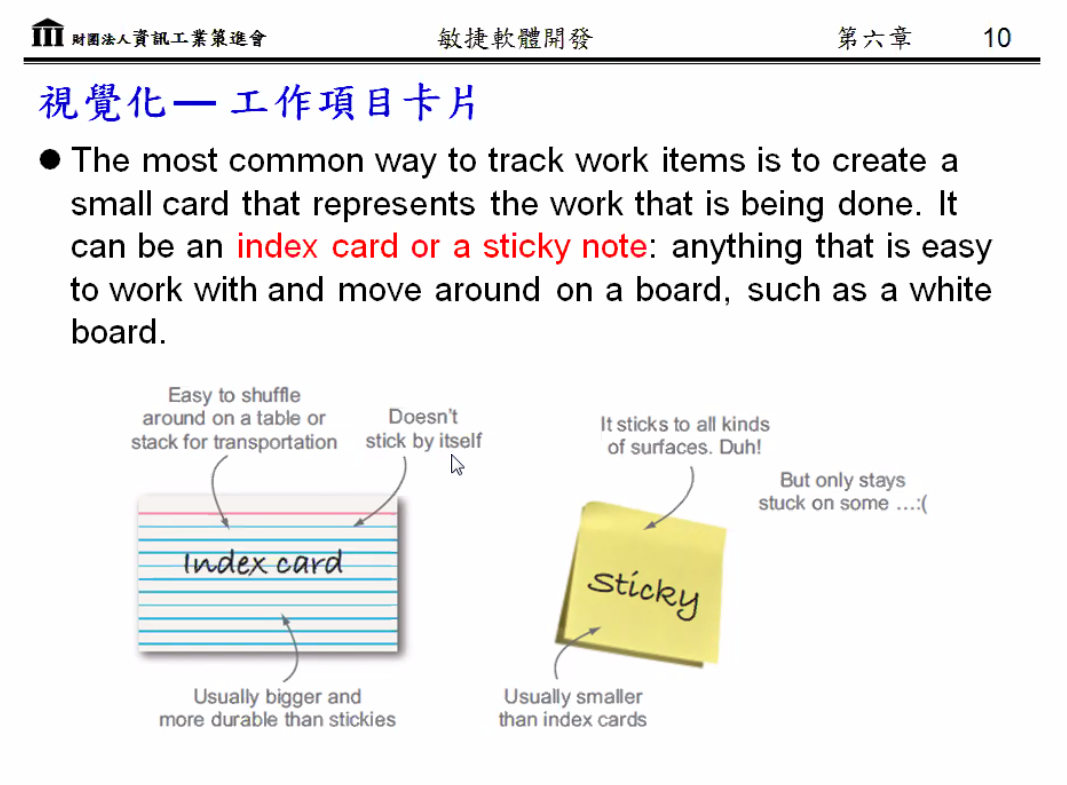 財團法人資訊工業策進會 敏捷軟體開發 第六章 10
視覺化 — 工作項目卡片
● The most common way to track work items is to create a
small card that represents the work that is being done. It
can be an index card or a sticky note: anything that is easy
to work with and move around on a board, such as a white
board.
Easy to shuffle
around on a table or
stack for transportation
Doesn't
stick by itself
It sticks to all kinds
of surfaces. Duh!
But only stays
stuck on some ...:(
Index card
Sticky
Usually bigger and
more durable than stickies
Usually smaller
than index cards